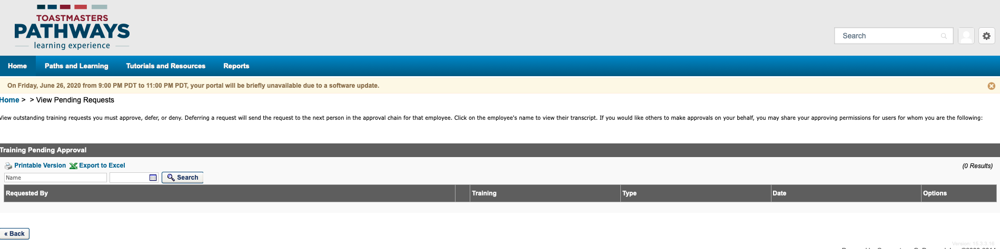 TOASTMASTERS
PATHWAYS
learning experience
Search
Home Paths and Learning Tutorials and Resources Reports
On Friday, June 26, 2020 from 9:00 PM PDT to 11:00 PM PDT, your portal will be briefly unavailable due to a software update.
Home > > View Pending Requests
View outstanding training requests you must approve, defer, or deny. Deferring a request will send the request to the next person in the approval chain for that employee. Click on the employee's name to view their transcript. If you would like others to make approvals on your behalf, you may share your approving permissions for users for whom you are the following:
Training Pending Approval
Printable Version Export to Excel (0 Results)
Name Search
Requested By Training Type Date Options
« Back
Version: 15.3.3.16